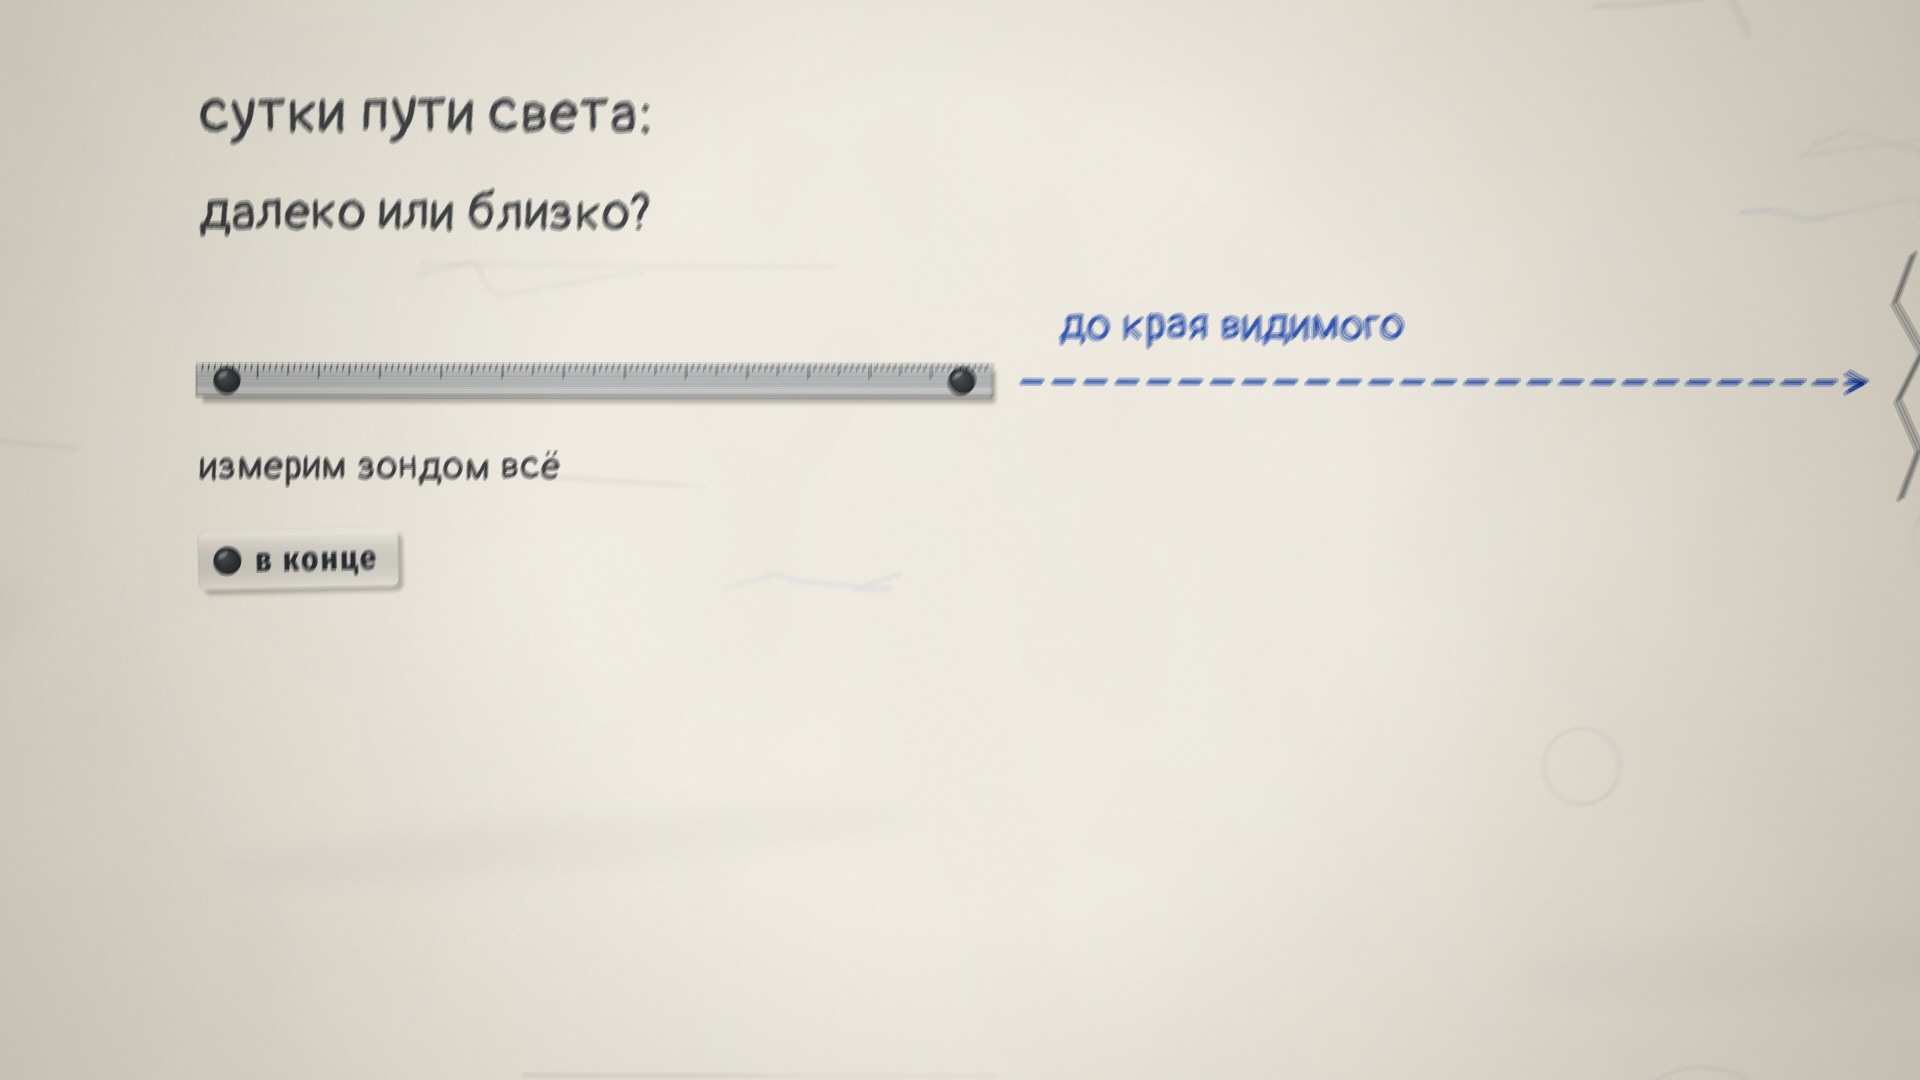 сутки пути света:
далеко или близко?
до края видимого
измерим зондом всё
в конце